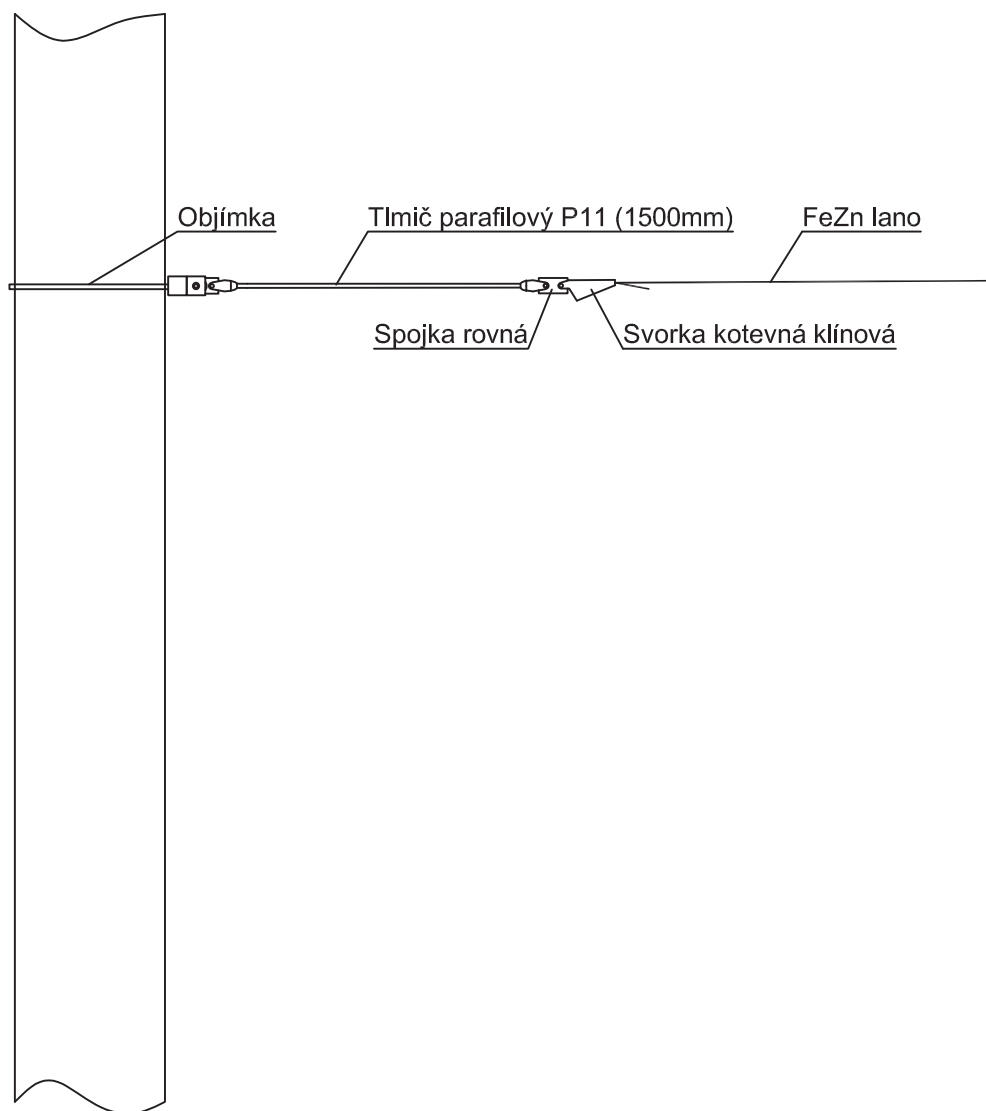 Objímka
Tlmič parafilový P11 (1500mm)
FeZn lano
Spojka rovná
Svorka kotevná klínová